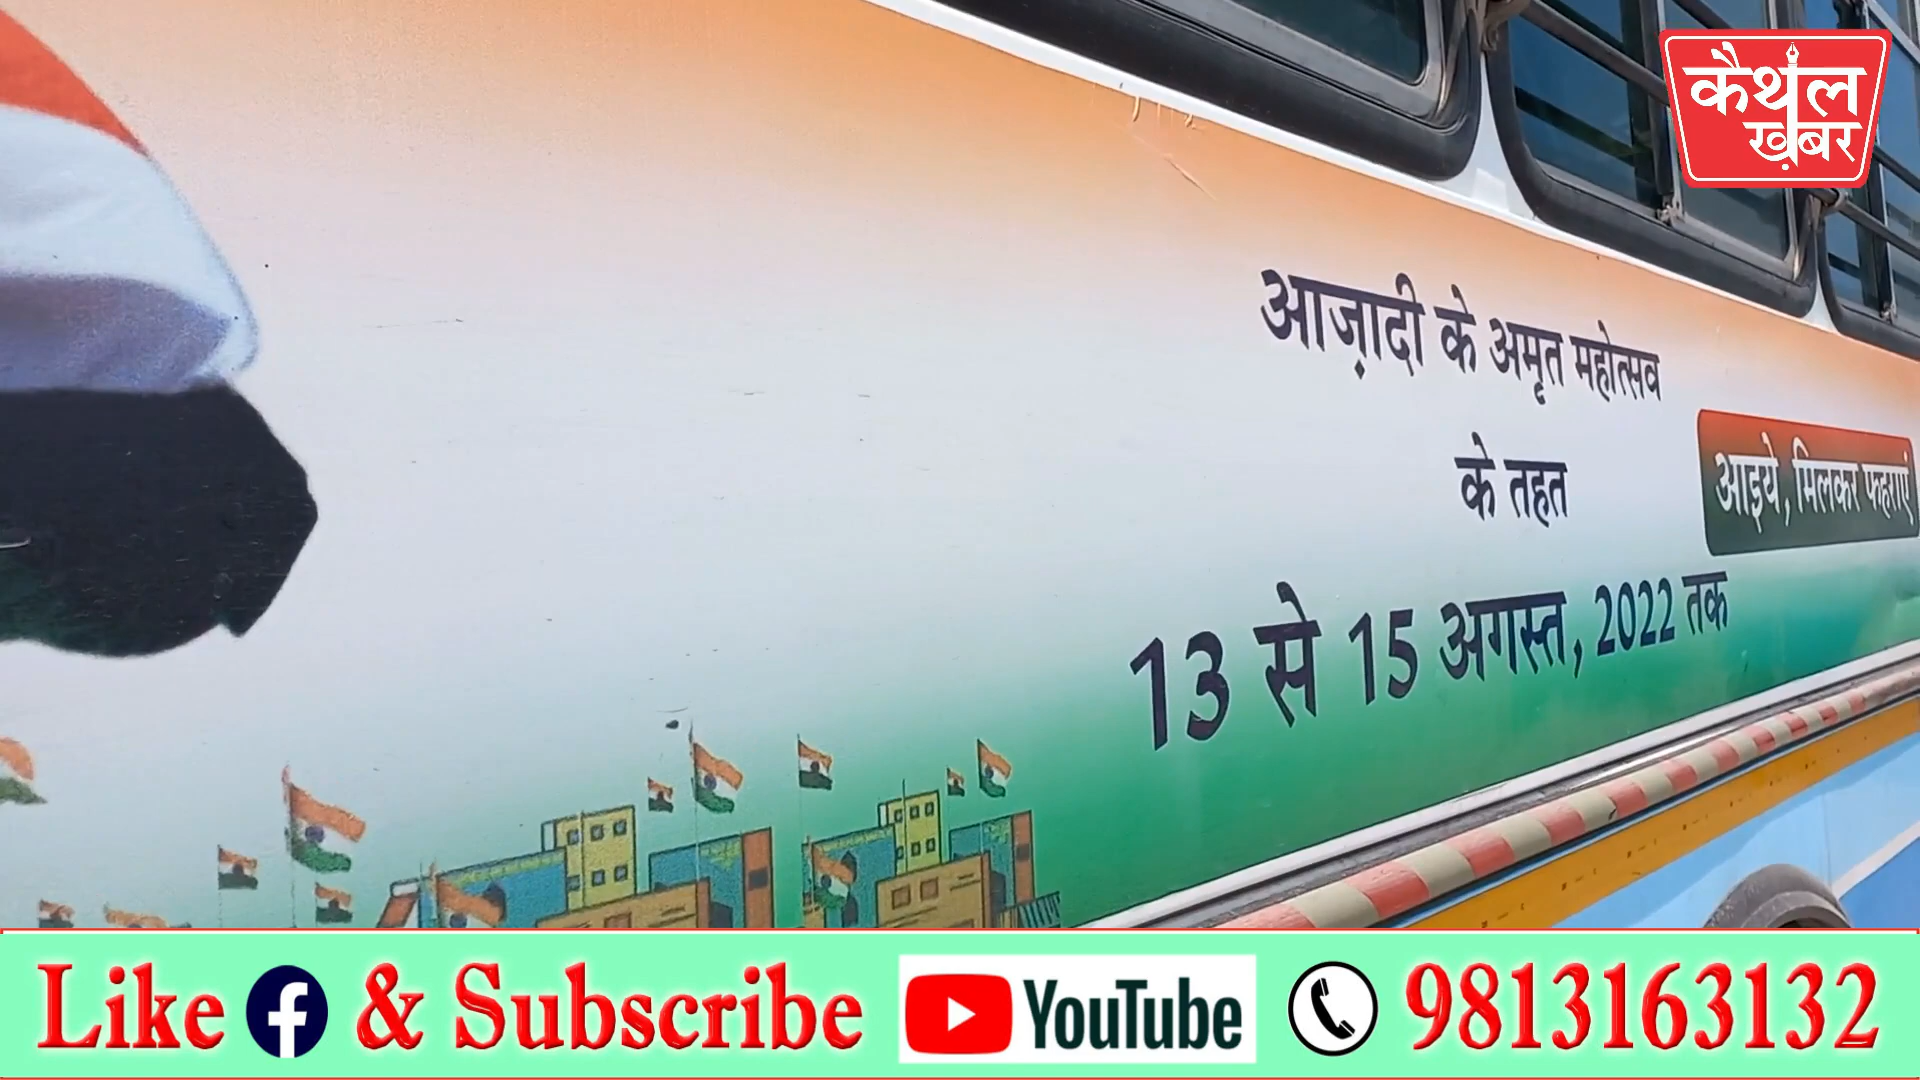 कैथल
ख़बर
आज़ादी के अमृत महोत्सव
के तहत
आइये, मिलकर फहराएं
13 से 15 अगस्त, 2022 तक
Like & Subscribe YouTube 9813163132